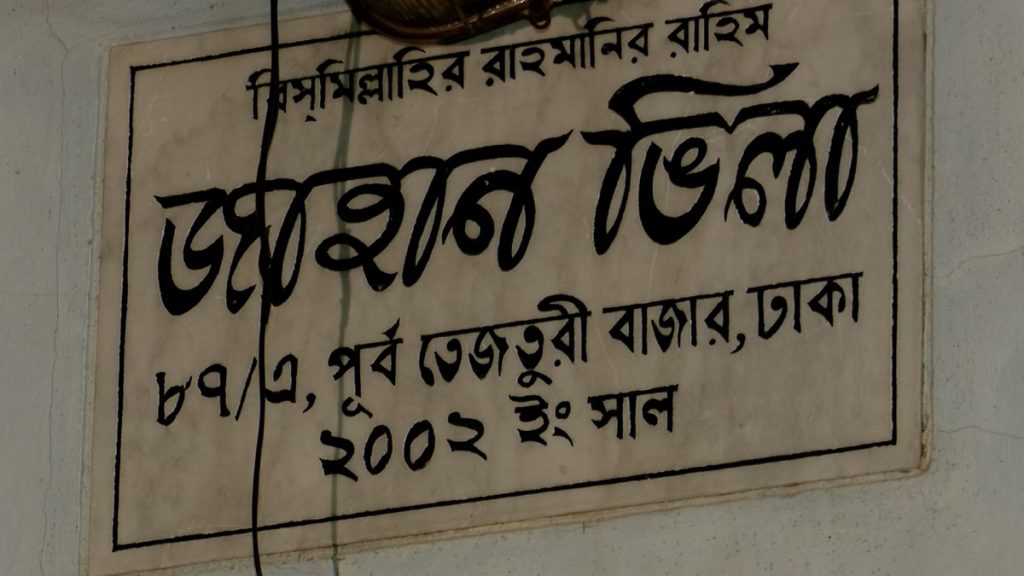 বিস্‌মিল্লাহির রাহমানির রাহিম
জাহান ভিলা
৮৭/এ, পূর্ব তেজতুরী বাজার, ঢাকা
২০০২ ইং সাল